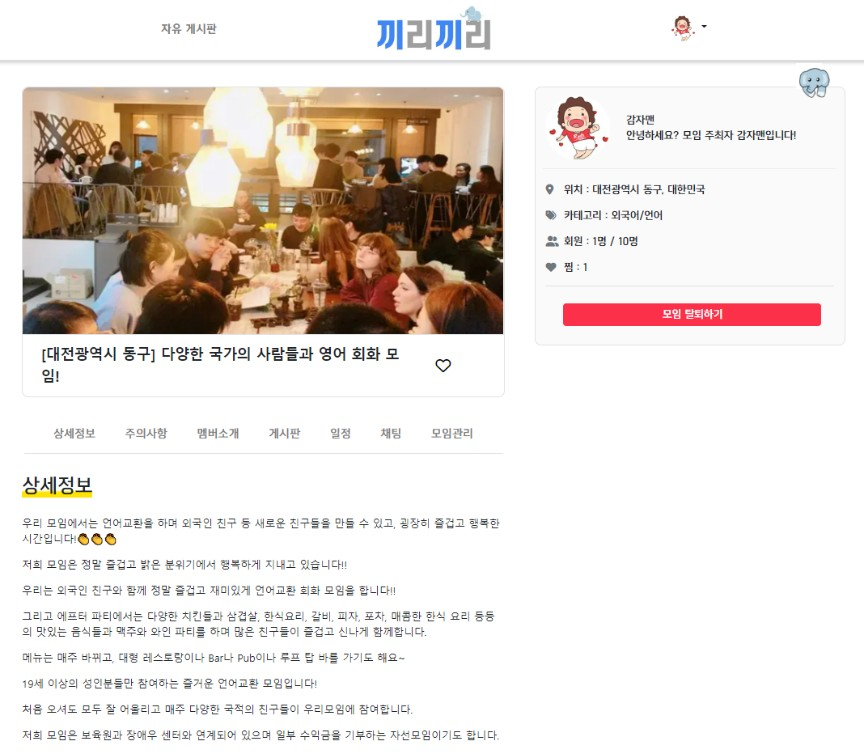 자유 게시판
끼리끼리
감자맨
안녕하세요? 모임 주최자 감자맨입니다!
위치 : 대전광역시 동구, 대한민국
카테고리 : 외국어/언어
회원 : 1명 / 10명
찜 : 1
모임 탈퇴하기
[대전광역시 동구] 다양한 국가의 사람들과 영어 회화 모
임!
상세정보 주의사항 멤버소개 게시판 일정 채팅 모임관리
상세정보
우리 모임에서는 언어교환을 하며 외국인 친구 등 새로운 친구들을 만들 수 있고, 굉장히 즐겁고 행복한
시간입니다!👏👏👏
저희 모임은 정말 즐겁고 밝은 분위기에서 행복하게 지내고 있습니다!!
우리는 외국인 친구와 함께 정말 즐겁고 재미있게 언어교환 회화 모임을 합니다!!
그리고 에프터 파티에서는 다양한 치킨들과 삼겹살, 한식요리, 갈비, 피자, 포자, 매콤한 한식 요리 등등
의 맛있는 음식들과 맥주와 와인 파티를 하며 많은 친구들이 즐겁고 신나게 함께합니다.
메뉴는 매주 바뀌고, 대형 레스토랑이나 Bar나 Pub이나 루프 탑 바를 가기도 해요~
19세 이상의 성인분들만 참여하는 즐거운 언어교환 모임입니다!
처음 오셔도 모두 잘 어울리고 매주 다양한 국적의 친구들이 우리모임에 참여합니다.
저희 모임은 보육원과 장애우 센터와 연계되어 있으며 일부 수익금을 기부하는 자선모임이기도 합니다.